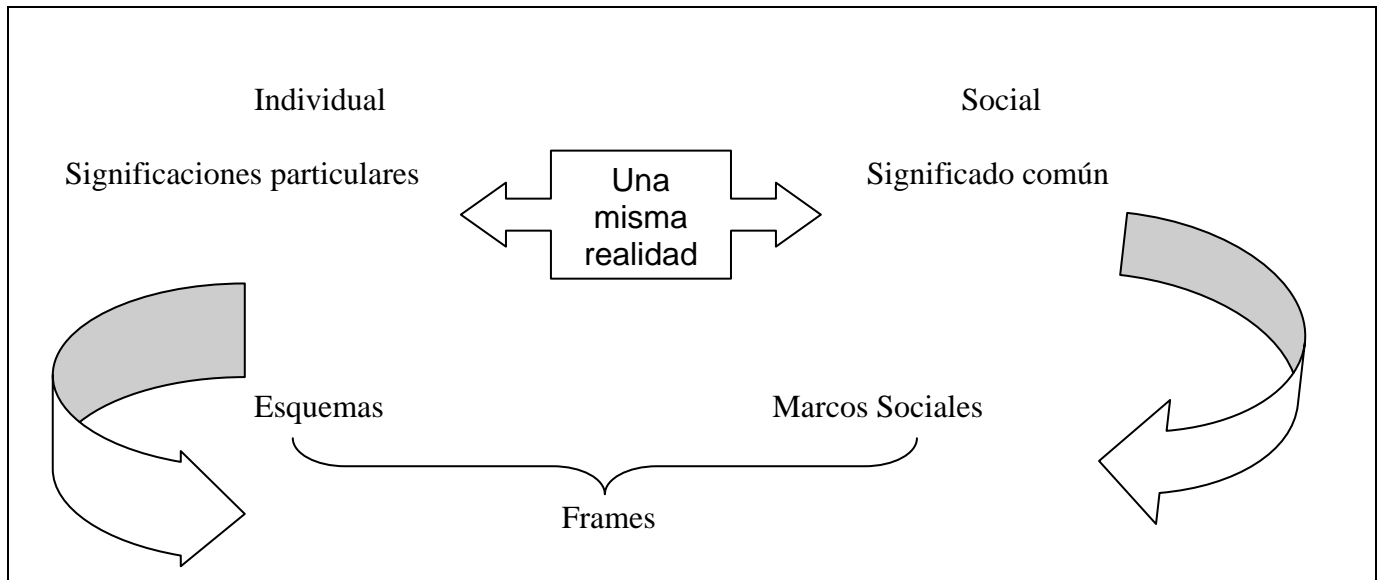 Individual
Social
Significaciones particulares
Una
misma
realidad
Significado común
Esquemas
Marcos Sociales
Frames